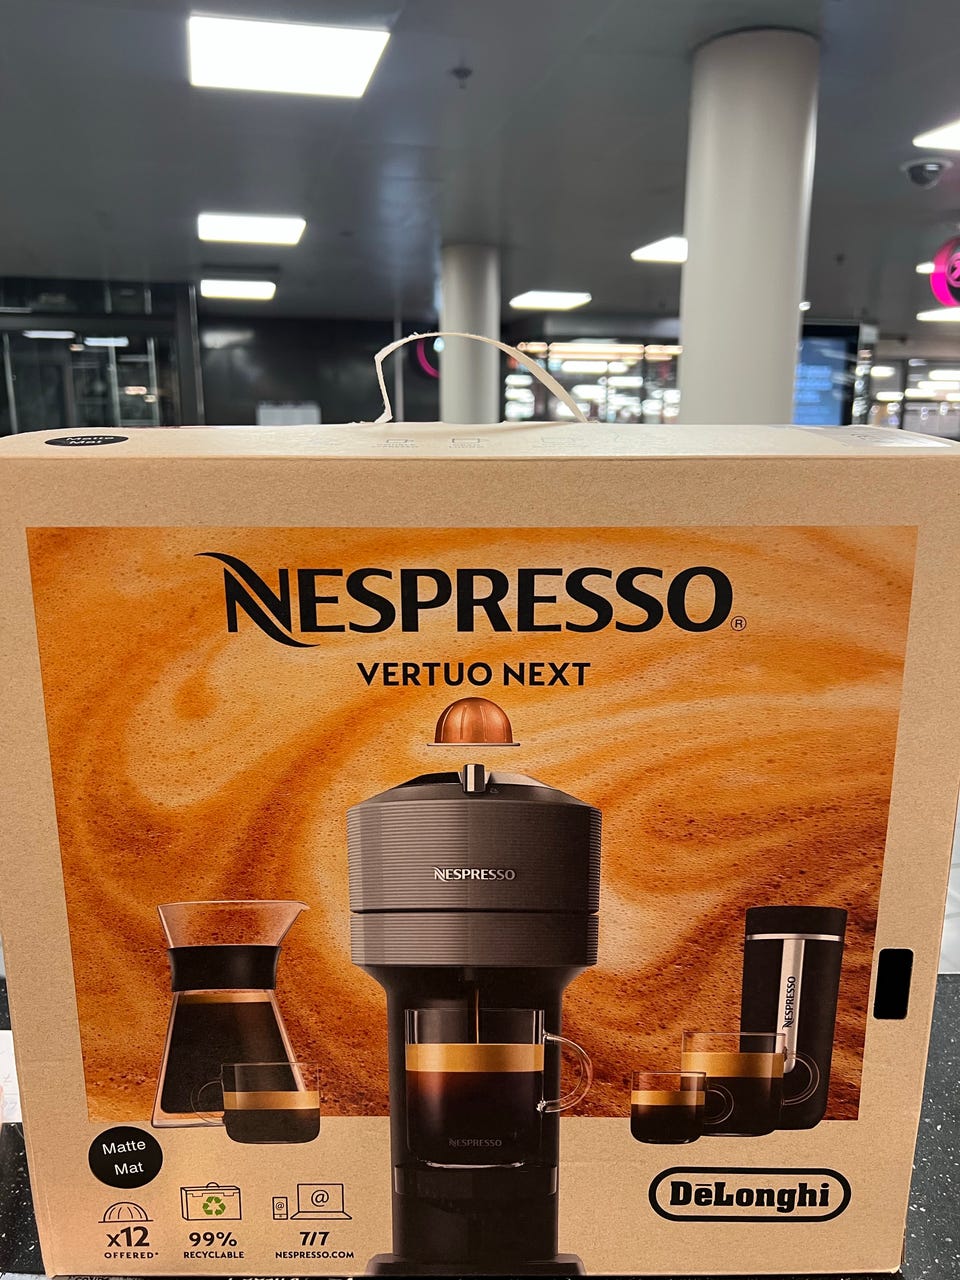 Matte
Mat
NESPRESSO®
VERTUO NEXT
NESPRESSO
NESPRESSO
NESPRESSO
Matte
Mat
DēLonghi
x12
OFFERED*
99%
RECYCLABLE
@
@
7/7
NESPRESSO.COM